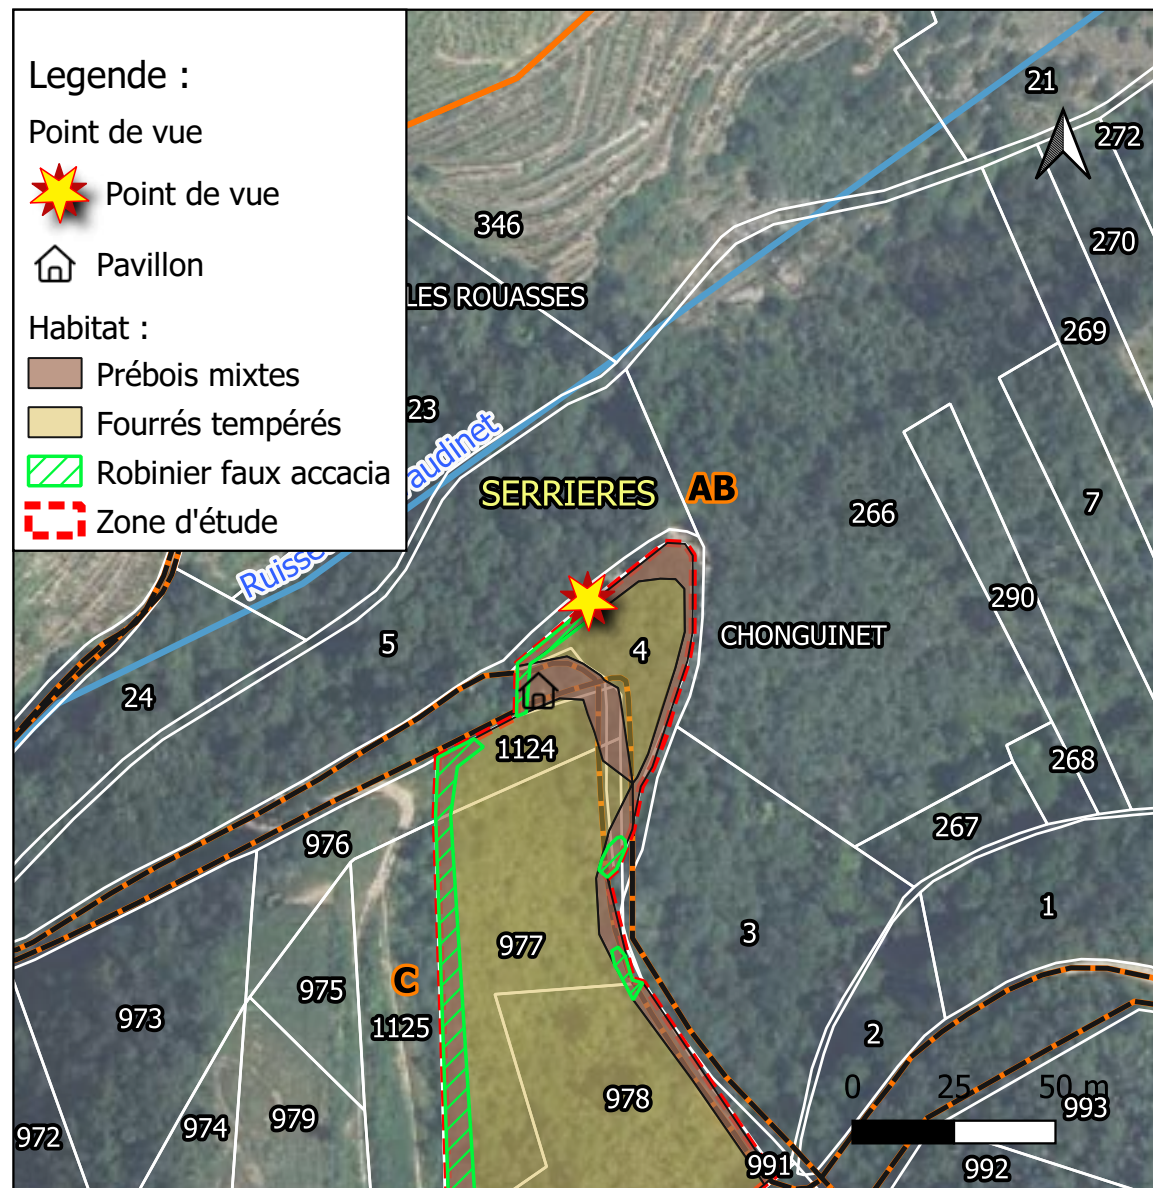 Legende :
Point de vue
Point de vue
Pavillon
Habitat :
Prébois mixtes
Fourrés tempérés
Robinier faux accacia
Zone d'étude
21
272
346
270
LES ROUASSES
269
23
audinet
SERRIERES
AB
7
266
Ruisse
290
5
4
CHONGUINET
24
1124
268
976
267
1
977
3
975
C
973
1125
2
0 25 50 m
978
993
979
974
972
991
992